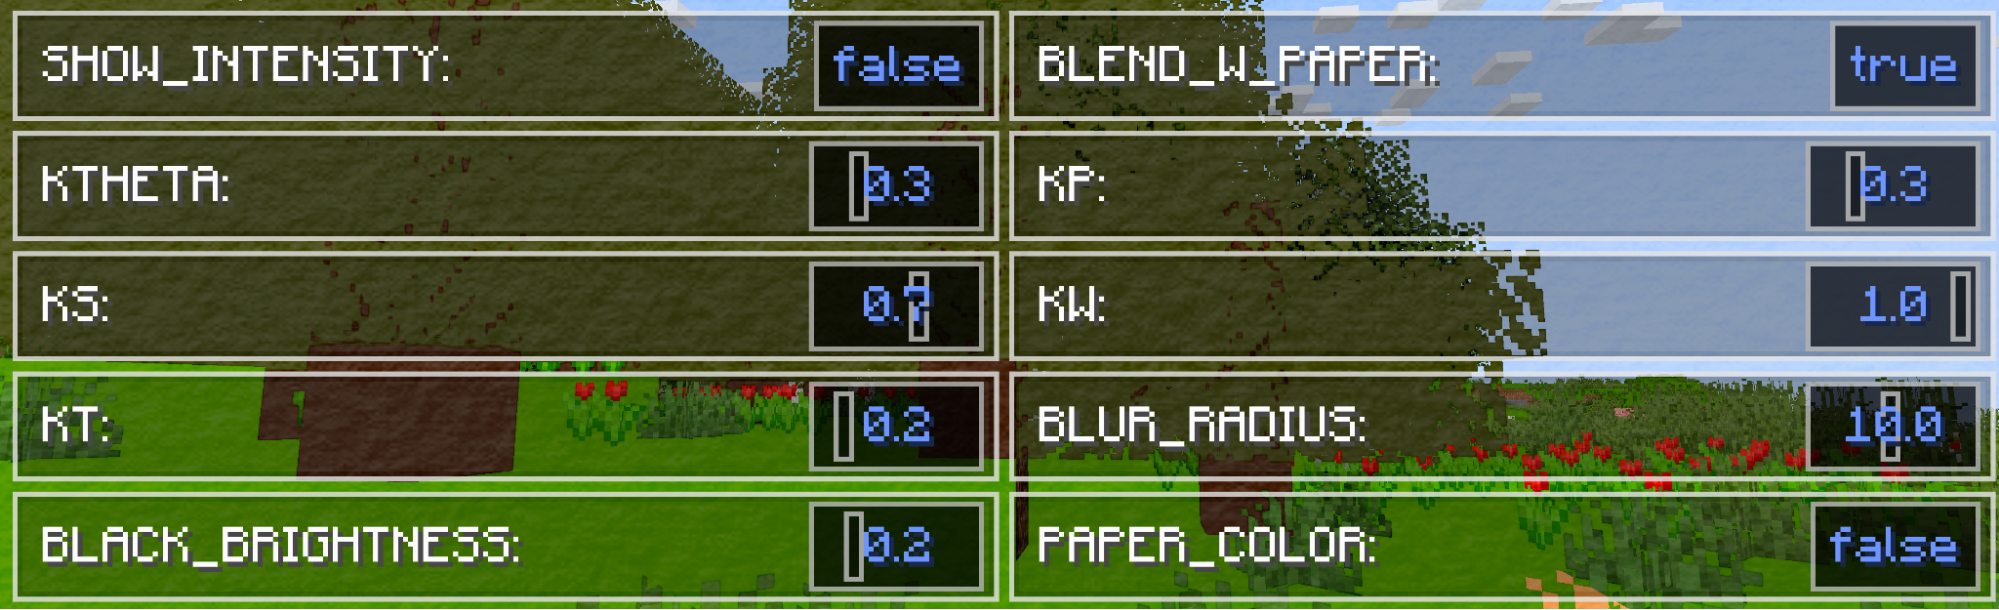 SHOW_INTENSITY: false
BLEND_W_PAPER: true
KTHETA: 0.3
KP: 0.3
KS: 0.7
KW: 1.0
KT: 0.2
BLUR_RADIUS: 10.0
BLACK_BRIGHTNESS: 0.2
PAPER_COLOR: false